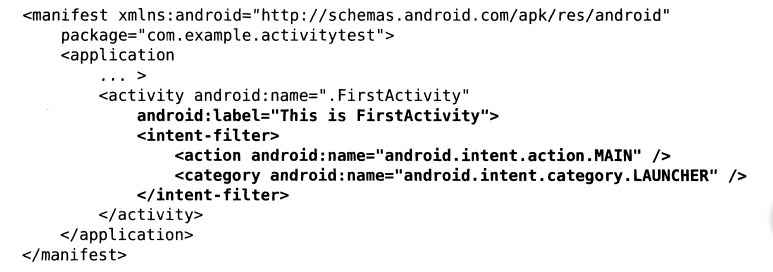 <manifest xmlns:android="http://schemas.android.com/apk/res/android"
    package="com.example.activitytest">
    <application
        ... >
        <activity android:name=".FirstActivity"
            android:label="This is FirstActivity">
            <intent-filter>
                <action android:name="android.intent.action.MAIN" />
                <category android:name="android.intent.category.LAUNCHER" />
            </intent-filter>
        </activity>
    </application>
</manifest>